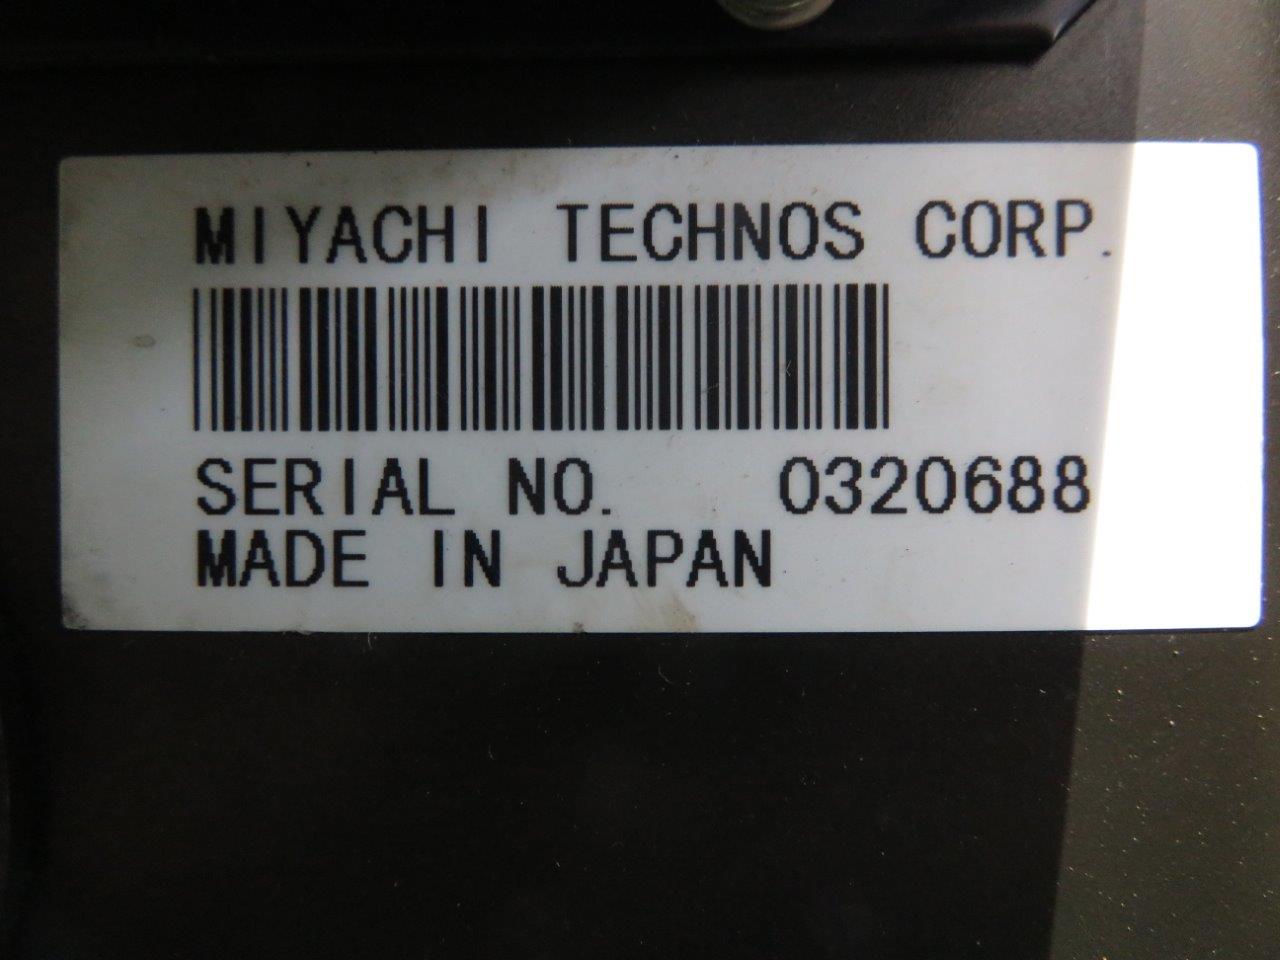 MIYACHI TECHNOS CORP.
SERIAL NO. 0320688
MADE IN JAPAN